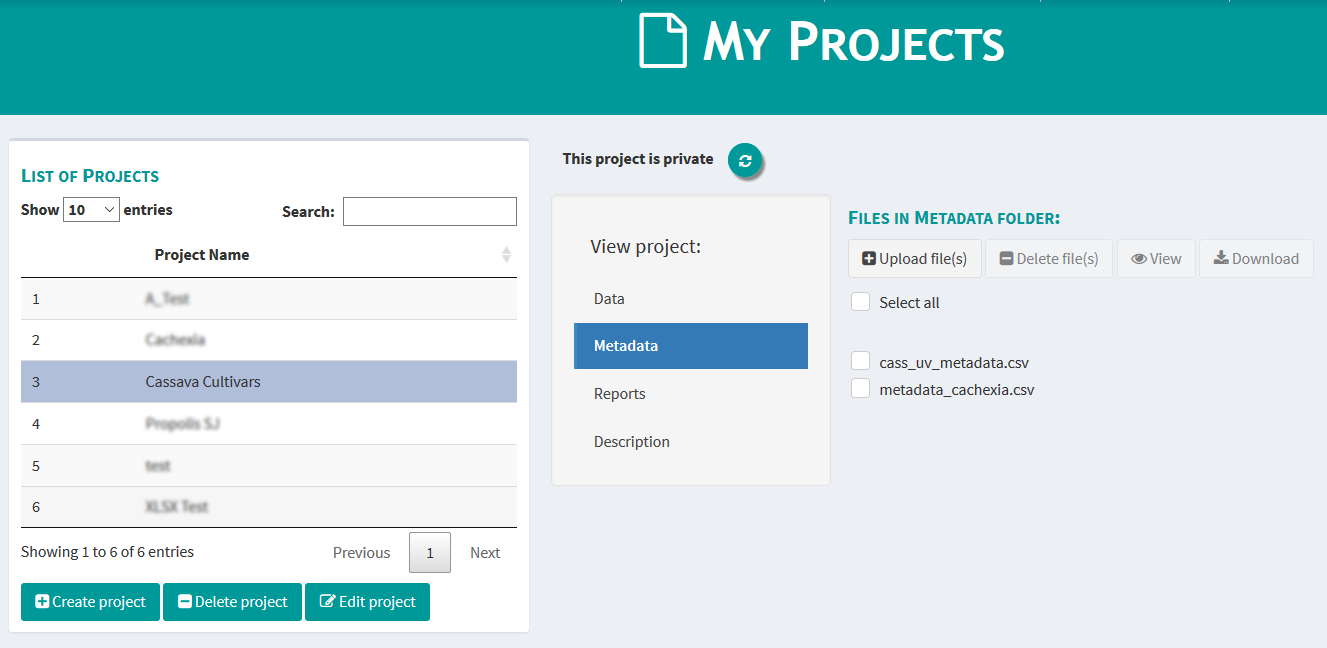 My Projects
List of Projects
Show 10 entries
Search:
Project Name
1 A_Test
2 Cachexia
3 Cassava Cultivars
4 Propolis SJ
5 test
6 XLSX Test
Showing 1 to 6 of 6 entries
Previous 1 Next
Create project Delete project Edit project
This project is private
View project:
Data
Metadata
Reports
Description
Files in Metadata folder:
Upload file(s) Delete file(s) View Download
Select all
cass_uv_metadata.csv
metadata_cachexia.csv